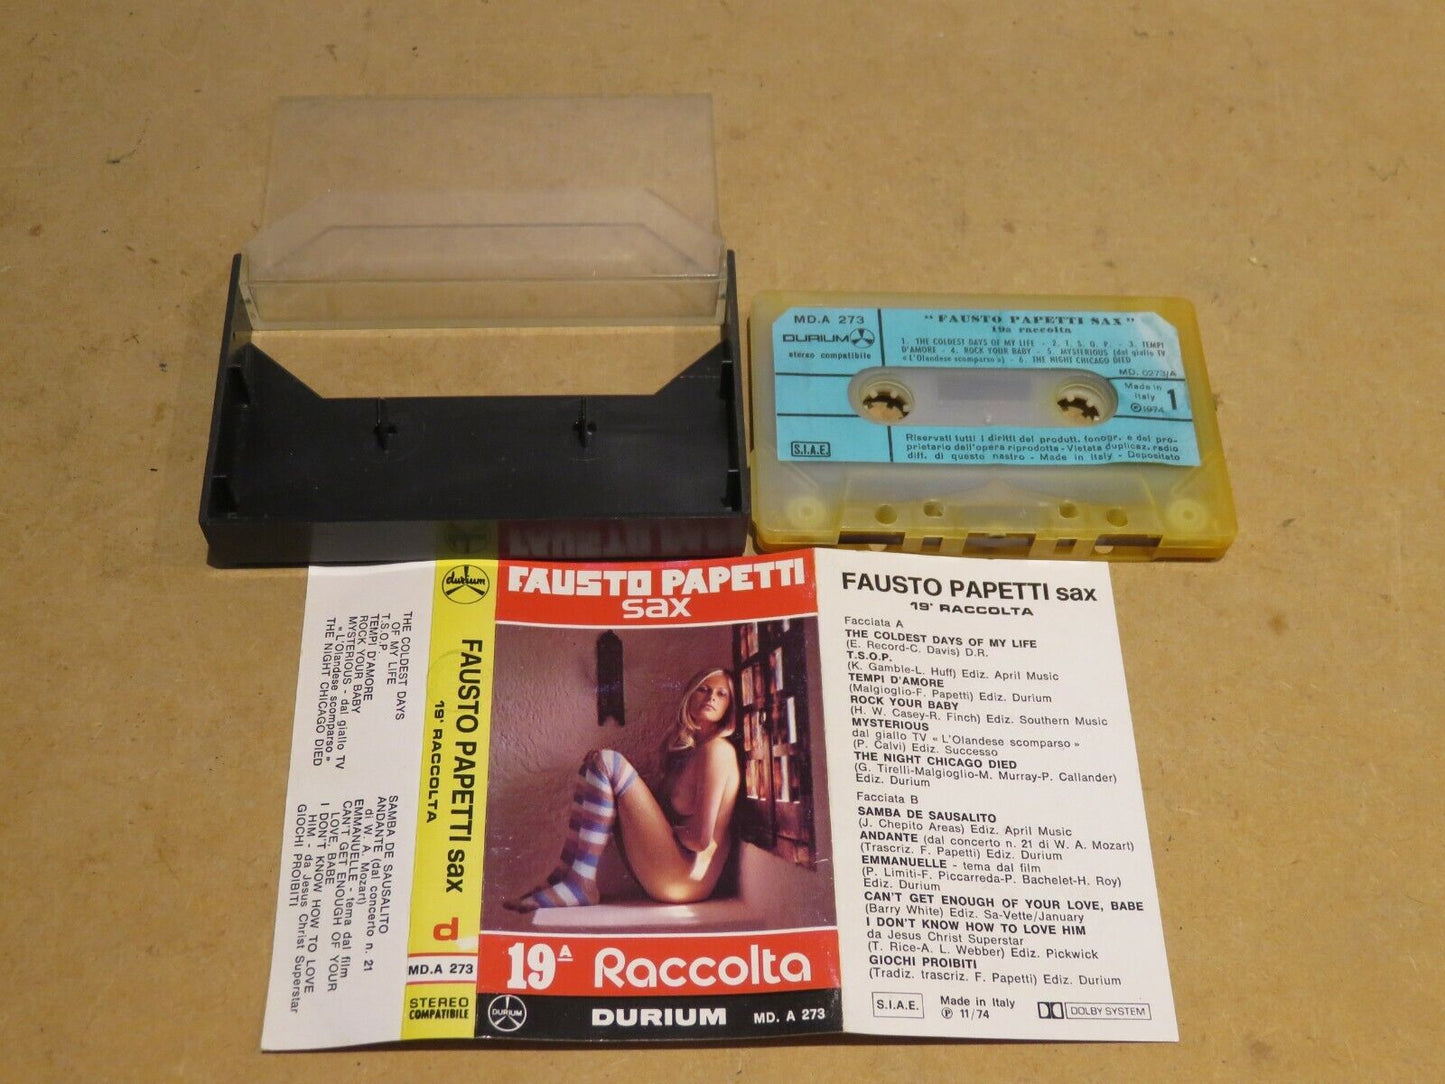 MD.A 273
DURIUM
stereo compatibile
S.I.A.E.
" FAUSTO PAPETTI SAX "
19a raccolta
1. THE COLDEST DAYS OF MY LIFE - 2. T. S. O. P. - 3. TEMPI
D'AMORE - 4. ROCK YOUR BABY - 5. MYSTERIOUS (dal giallo TV
« L'Olandese scomparso ») - 6. THE NIGHT CHICAGO DIED
MD. 0273/A
Made in
Italy
Ⓟ1974
1
Riservati tutti i diritti del produtt. fonogr. e del pro-
prietario dell'opera riprodotta - Vietata duplicaz. radio
diff. di questo nastro - Made in Italy - Depositato
THE COLDEST DAYS
OF MY LIFE
T.S.O.P.
TEMPI D'AMORE
ROCK YOUR BABY
MYSTERIOUS - dal giallo TV
« L'Olandese scomparso »
THE NIGHT CHICAGO DIED
SAMBA DE SAUSALITO
ANDANTE (dal concerto n. 21
di W. A. Mozart)
EMMANUELLE - tema dal film
CAN'T GET ENOUGH OF YOUR
LOVE, BABE
I DON'T KNOW HOW TO LOVE
HIM - da Jesus Christ Superstar
GIOCHI PROIBITI
durium
FAUSTO PAPETTI sax
19ª RACCOLTA
d
MD.A 273
STEREO
COMPATIBILE
FAUSTO PAPETTI
sax
19A Raccolta
DURIUM
DURIUM
MD. A 273
FAUSTO PAPETTI sax
19ª RACCOLTA
Facciata A
THE COLDEST DAYS OF MY LIFE
(E. Record-C. Davis) D.R.
T.S.O.P.
(K. Gamble-L. Huff) Ediz. April Music
TEMPI D'AMORE
(Malgioglio-F. Papetti) Ediz. Durium
ROCK YOUR BABY
(H. W. Casey-R. Finch) Ediz. Southern Music
MYSTERIOUS
dal giallo TV « L'Olandese scomparso »
(P. Calvi) Ediz. Successo
THE NIGHT CHICAGO DIED
(G. Tirelli-Malgioglio-M. Murray-P. Callander)
Ediz. Durium
Facciata B
SAMBA DE SAUSALITO
(J. Chepito Areas) Ediz. April Music
ANDANTE (dal concerto n. 21 di W. A. Mozart)
(Trascriz. F. Papetti) Ediz. Durium
EMMANUELLE - tema dal film
(P. Limiti-F. Piccarreda-P. Bachelet-H. Roy)
Ediz. Durium
CAN'T GET ENOUGH OF YOUR LOVE, BABE
(Barry White) Ediz. Sa-Vette/January
I DON'T KNOW HOW TO LOVE HIM
da Jesus Christ Superstar
(T. Rice-A. L. Webber) Ediz. Pickwick
GIOCHI PROIBITI
(Tradiz. trascriz. F. Papetti) Ediz. Durium
S.I.A.E.
Made in Italy
Ⓟ 11/74
DOLBY SYSTEM